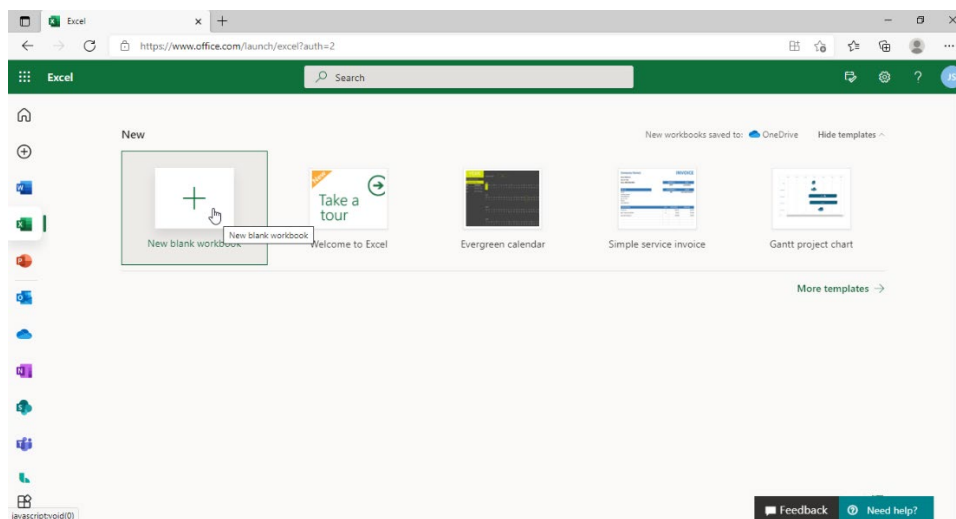 Excel
https://www.office.com/launch/excel?auth=2
Excel
Search
JS
New
New workbooks saved to: OneDrive Hide templates
Take a
tour
INVOICE
New blank workbook
New blank workbook
Welcome to Excel
Evergreen calendar
Simple service invoice
Gantt project chart
More templates →
Feedback
Need help?
javascript:void(0)